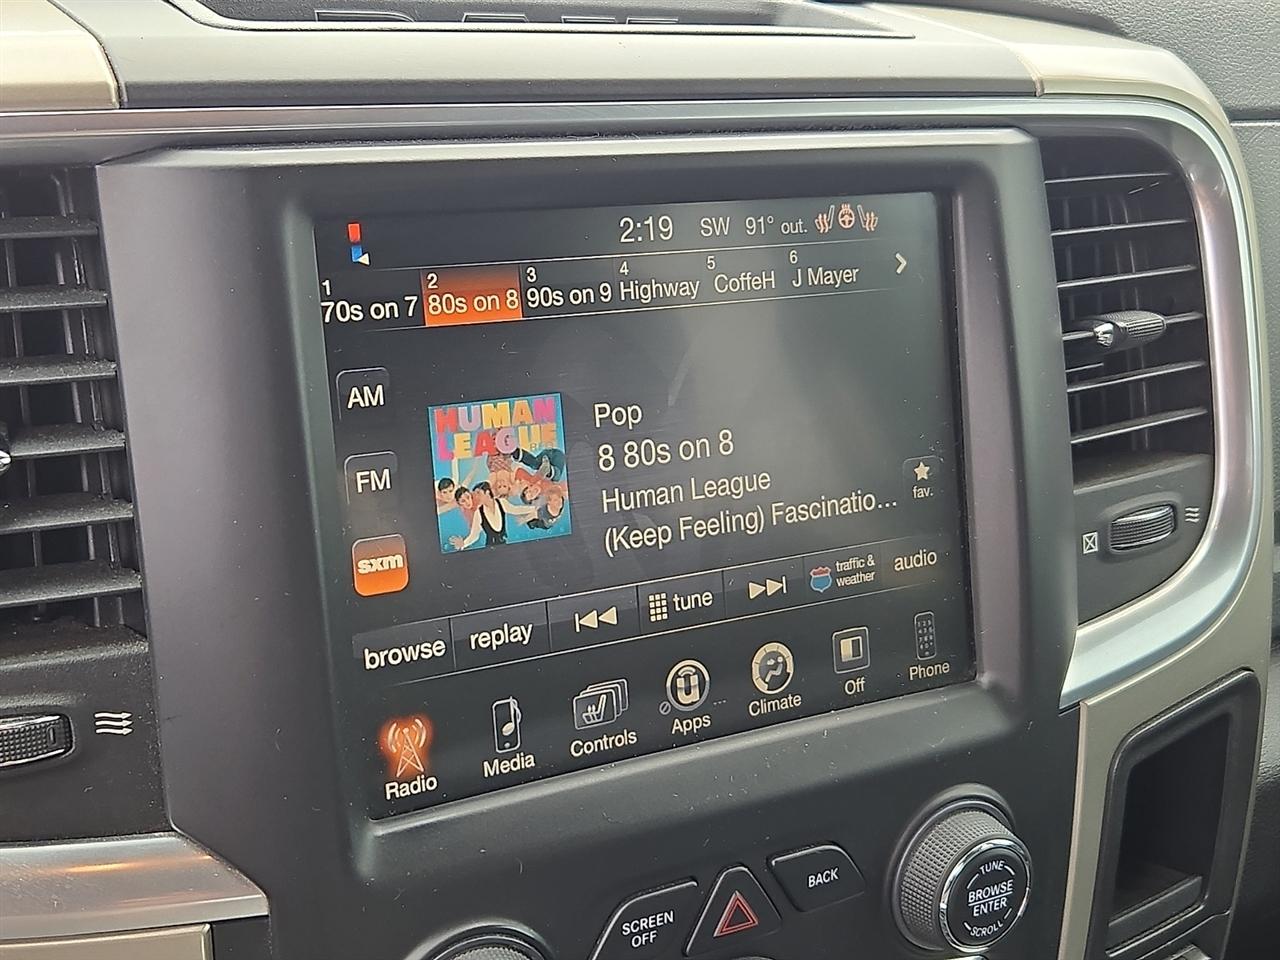 RAM
2:19 SW 91° out.
1 2 3 4 5 6
70s on 7 80s on 8 90s on 9 Highway CoffeH J Mayer
AM
FM
sxm
HUMAN
LEAGUE
Pop
8 80s on 8
Human League
(Keep Feeling) Fascinatio...
fav.
browse replay tune traffic & weather audio
Radio Media Controls Apps Climate Off Phone
SCREEN
OFF
BACK
TUNE
BROWSE
ENTER
SCROLL